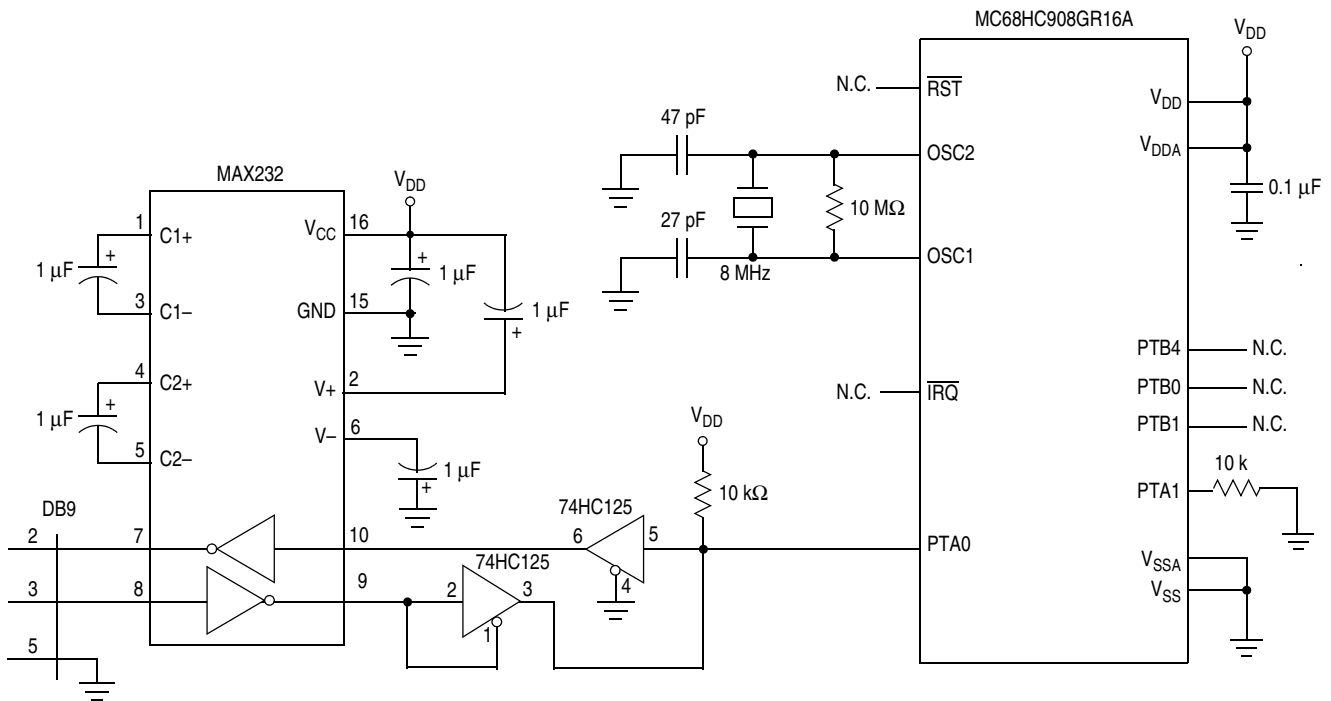 MC68HC908GR16A
VDD
N.C.
RST
VDD
47 pF
OSC2
VDDA
MAX232
VDD
10 MΩ
0.1 µF
1
C1+
VCC
16
27 pF
1 µF
+
+
1 µF
OSC1
8 MHz
3
C1–
GND
15
1 µF
+
PTB4
N.C.
4
C2+
V+
2
N.C.
IRQ
PTB0
N.C.
1 µF
+
VDD
PTB1
N.C.
V–
6
5
C2–
1 µF
+
10 k
10 kΩ
PTA1
DB9
74HC125
2
7
10
6
5
PTA0
4
74HC125
VSSA
3
8
9
2
3
VSS
1
5